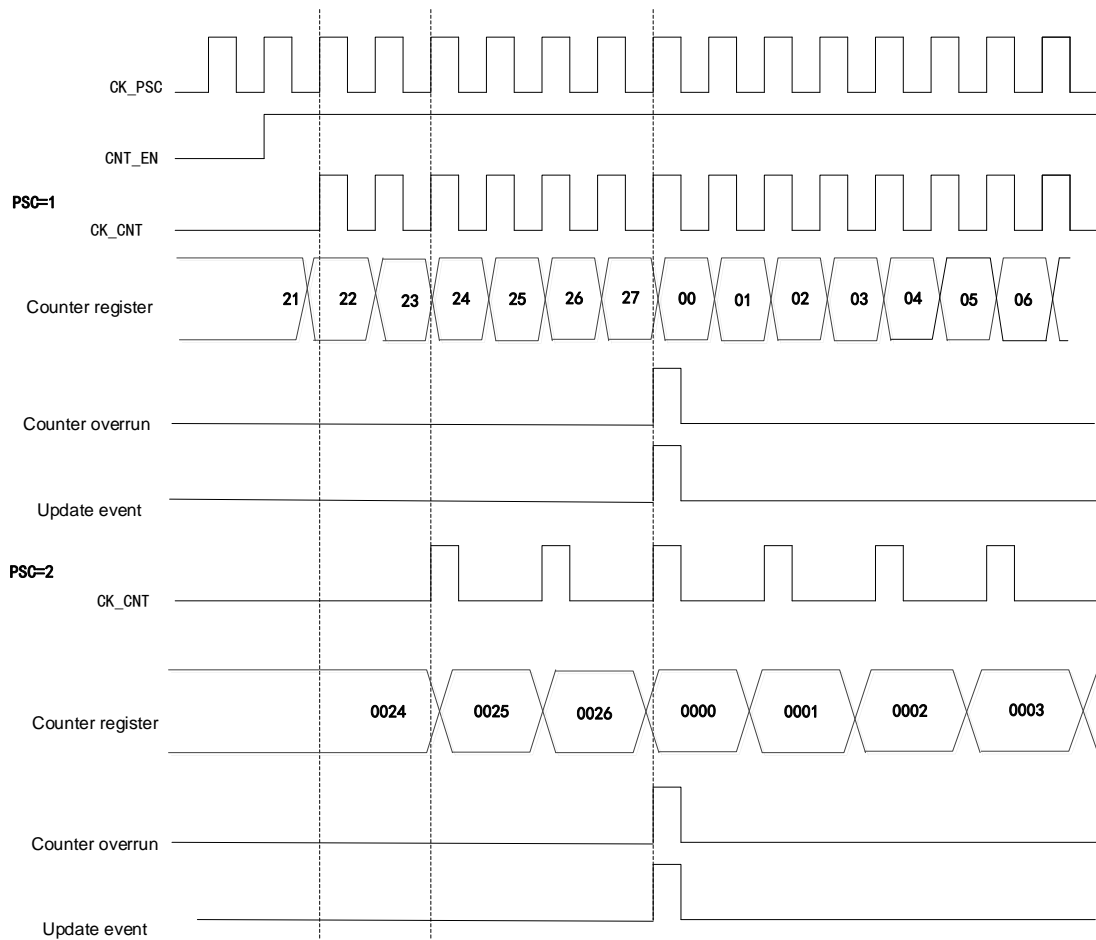 CK_PSC
CNT_EN
PSC=1
CK_CNT
Counter register 21 22 23 24 25 26 27 00 01 02 03 04 05 06
Counter overrun
Update event
PSC=2
CK_CNT
Counter register 0024 0025 0026 0000 0001 0002 0003
Counter overrun
Update event